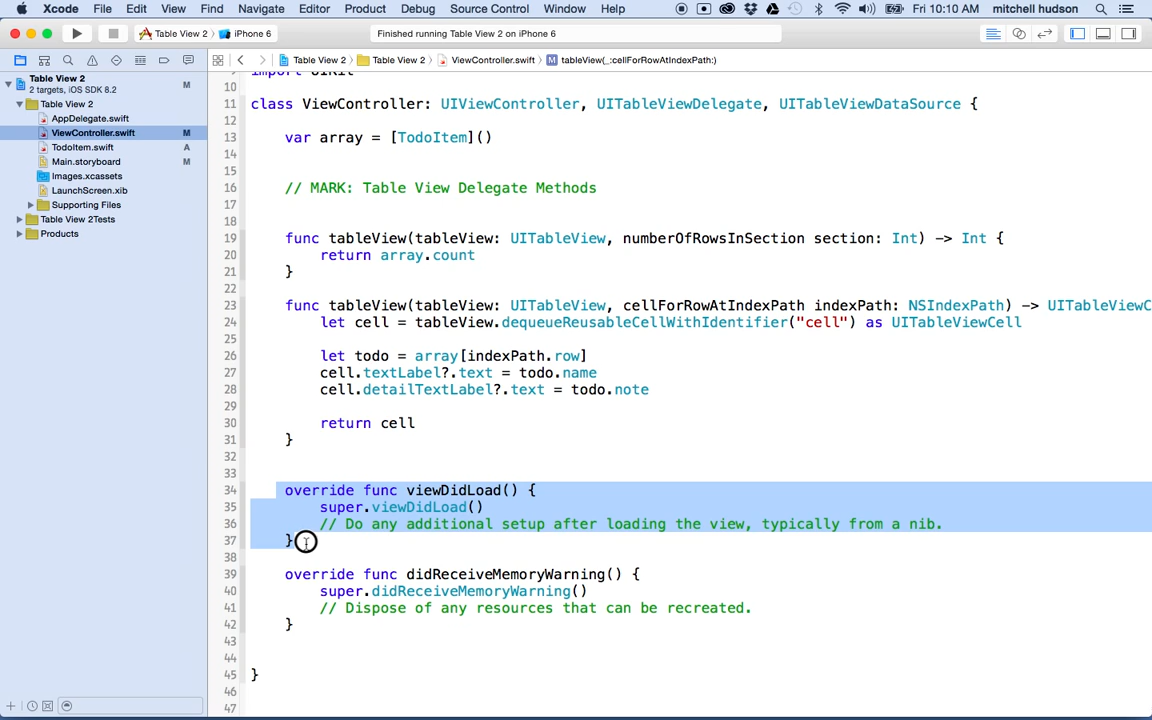 Xcode File Edit View Find Navigate Editor Product Debug Source Control Window Help Fri 10:10 AM mitchell hudson
Table View 2 iPhone 6 Finished running Table View 2 on iPhone 6
Table View 2 Table View 2 ViewController.swift tableView(_:cellForRowAtIndexPath:)
Table View 2 M
2 targets, iOS SDK 8.2
Table View 2
AppDelegate.swift
ViewController.swift M
TodoItem.swift A
Main.storyboard M
Images.xcassets
LaunchScreen.xib
Supporting Files
Table View 2Tests
Products
import UIKit
10
11 class ViewController: UIViewController, UITableViewDelegate, UITableViewDataSource {
12
13 var array = [TodoItem]()
14
15
16 // MARK: Table View Delegate Methods
17
18
19 func tableView(tableView: UITableView, numberOfRowsInSection section: Int) -> Int {
20 return array.count
21 }
22
23 func tableView(tableView: UITableView, cellForRowAtIndexPath indexPath: NSIndexPath) -> UITableViewC
24 let cell = tableView.dequeueReusableCellWithIdentifier("cell") as UITableViewCell
25
26 let todo = array[indexPath.row]
27 cell.textLabel?.text = todo.name
28 cell.detailTextLabel?.text = todo.note
29
30 return cell
31 }
32
33
34 override func viewDidLoad() {
35 super.viewDidLoad()
36 // Do any additional setup after loading the view, typically from a nib.
37 }
38
39 override func didReceiveMemoryWarning() {
40 super.didReceiveMemoryWarning()
41 // Dispose of any resources that can be recreated.
42 }
43
44
45 }
46
47